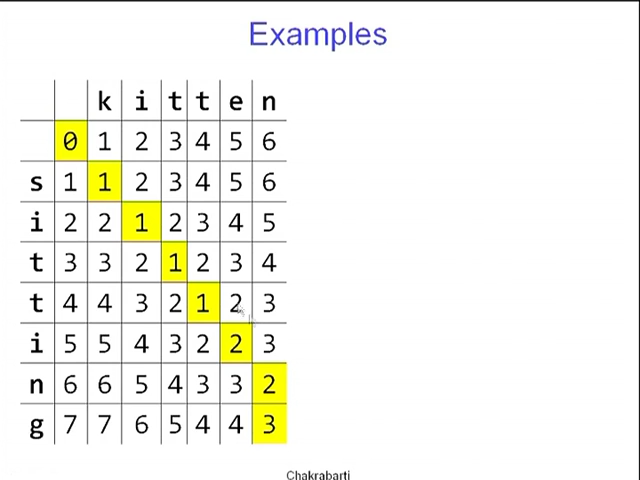 Examples
k i t t e n
0 1 2 3 4 5 6
s 1 1 2 3 4 5 6
i 2 2 1 2 3 4 5
t 3 3 2 1 2 3 4
t 4 4 3 2 1 2 3
i 5 5 4 3 2 2 3
n 6 6 5 4 3 3 2
g 7 7 6 5 4 4 3
Chakrabarti